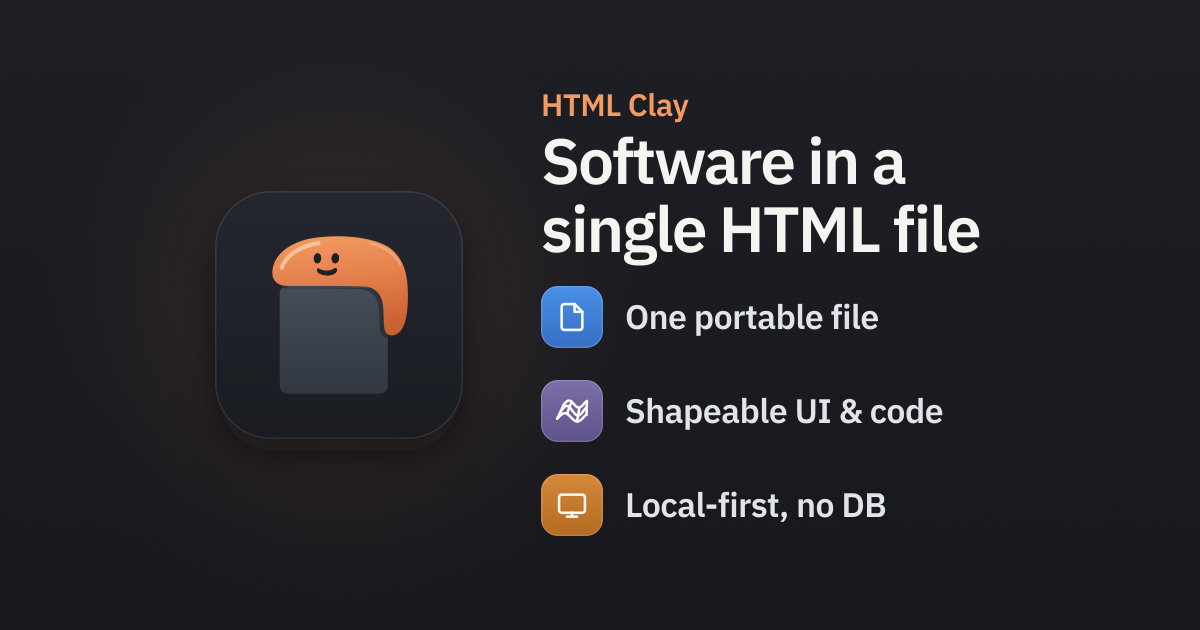 HTML Clay
Software in a
single HTML file
One portable file
Shapeable UI & code
Local-first, no DB